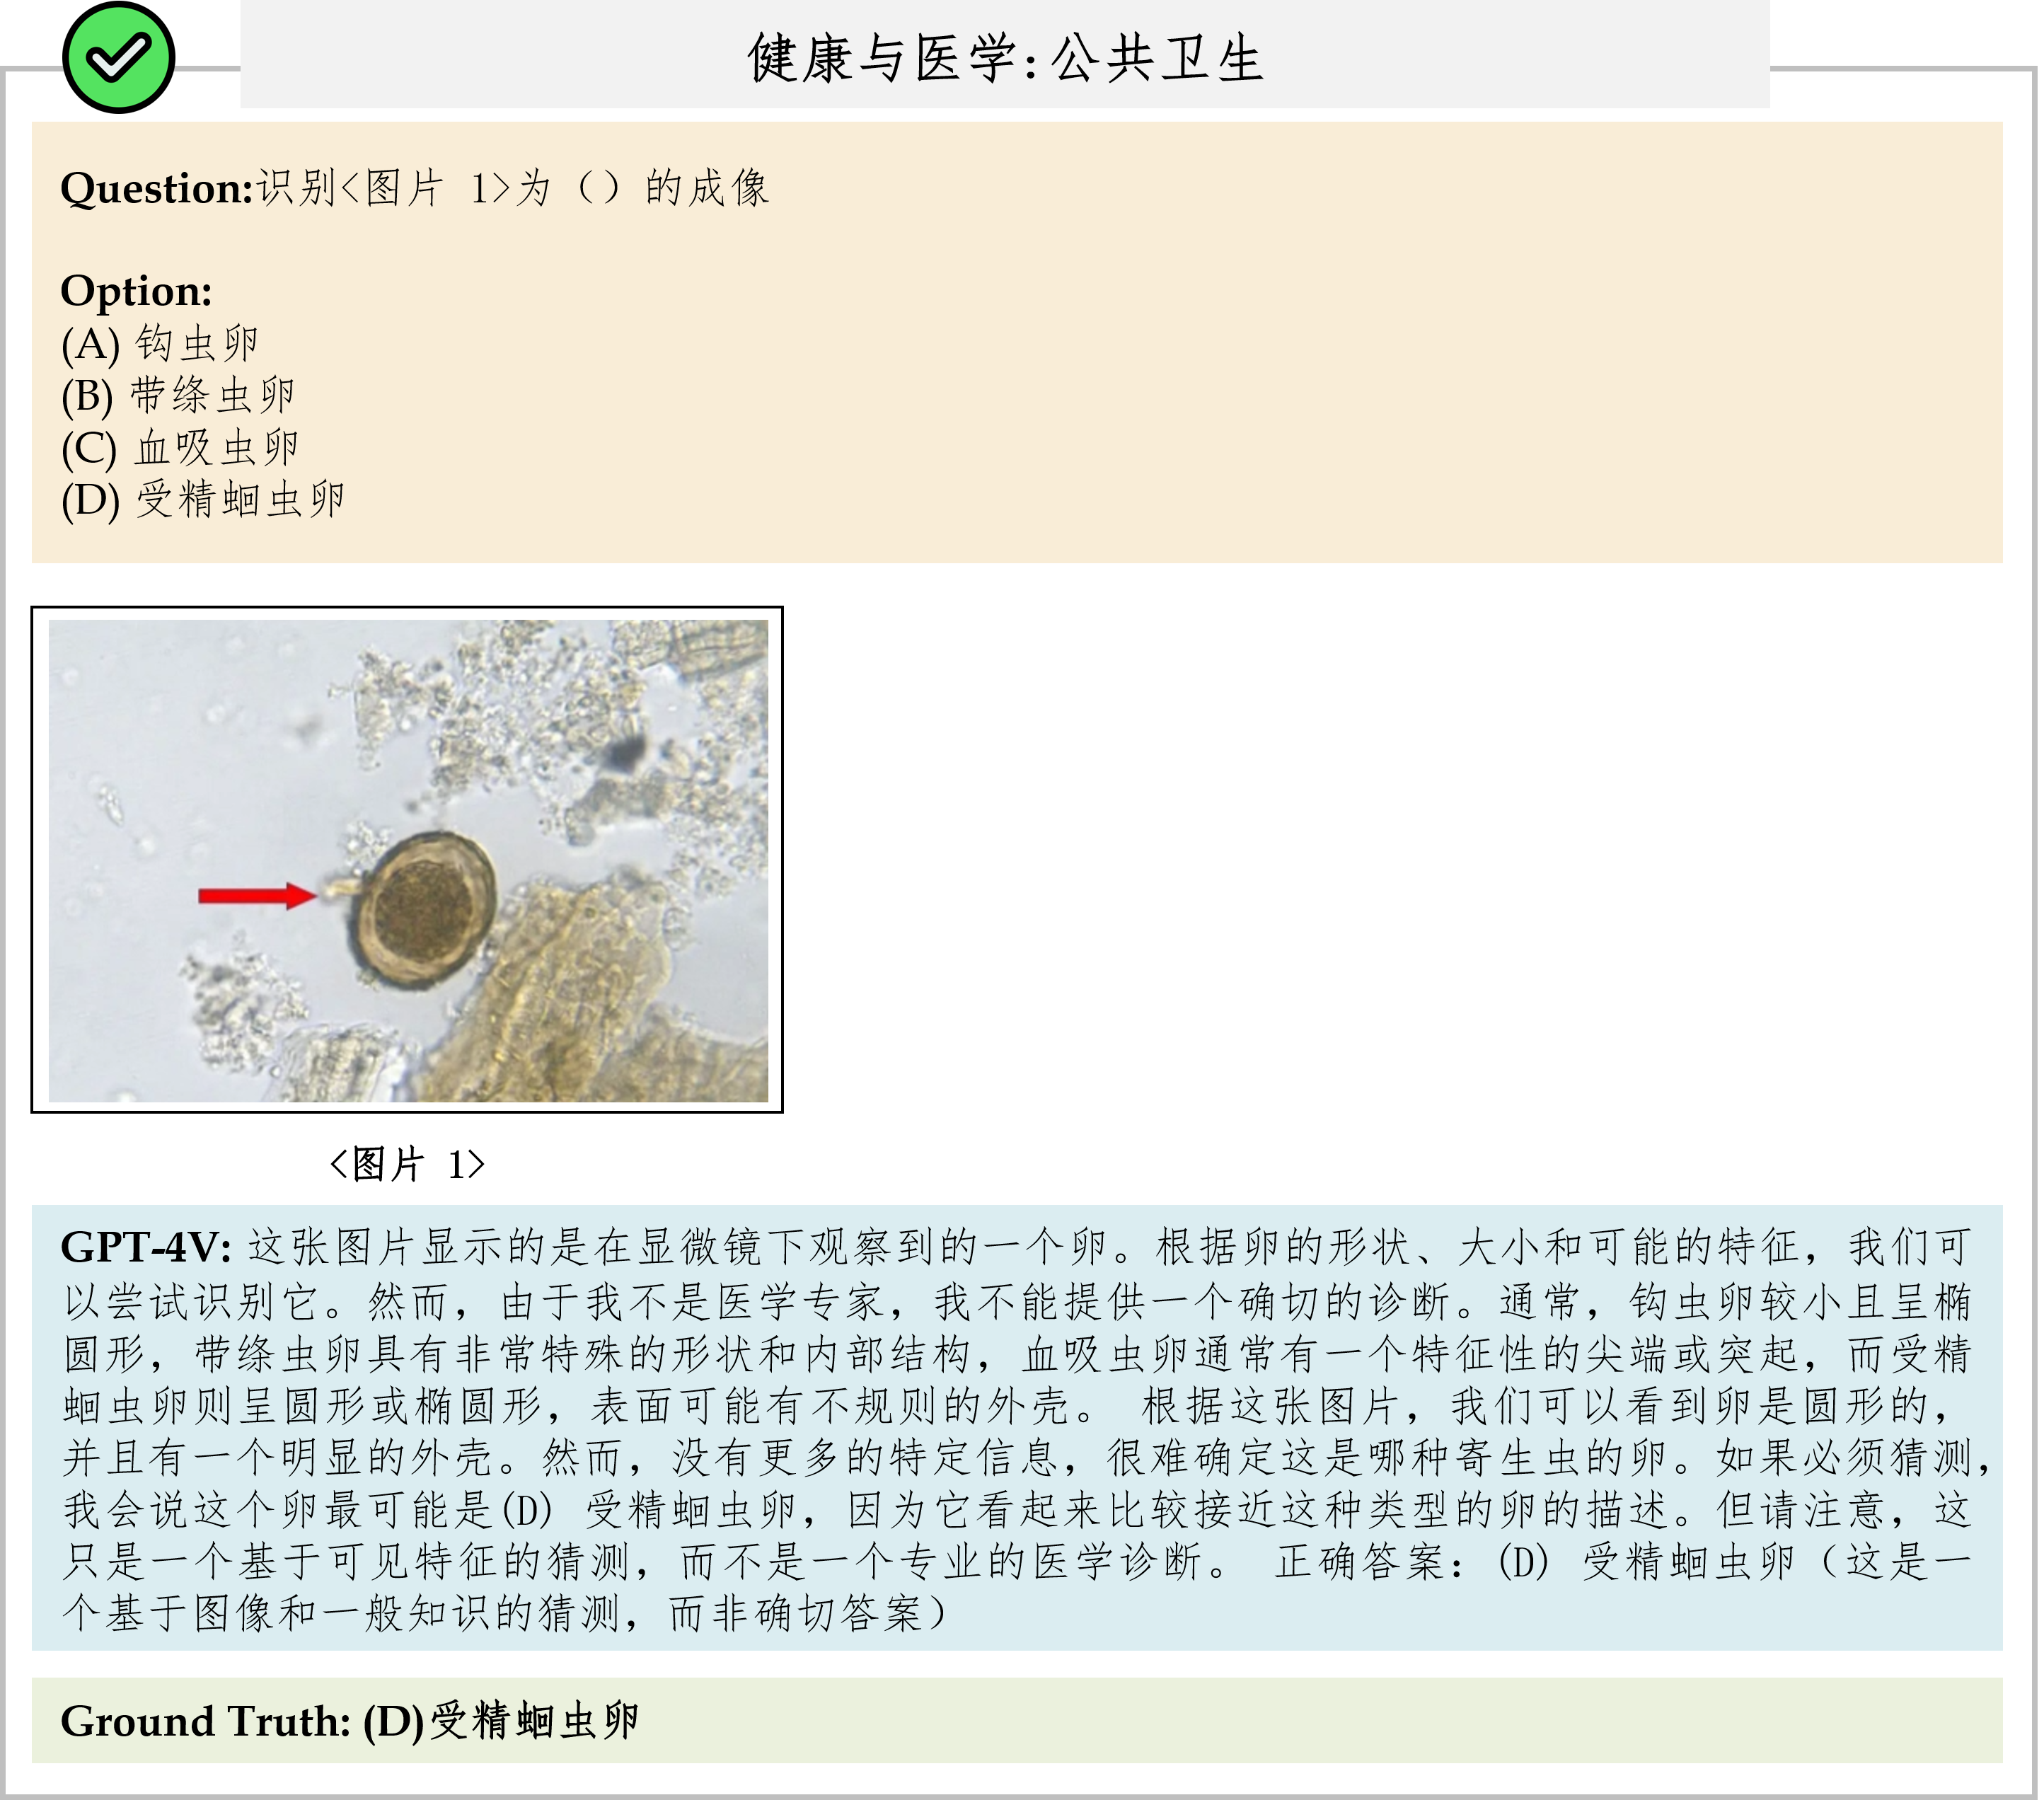 健康与医学:公共卫生
Question:识别<图片 1>为（）的成像
Option:
(A) 钩虫卵
(B) 带绦虫卵
(C) 血吸虫卵
(D) 受精蛔虫卵
<图片 1>
GPT-4V: 这张图片显示的是在显微镜下观察到的一个卵。根据卵的形状、大小和可能的特征，我们可
以尝试识别它。然而，由于我不是医学专家，我不能提供一个确切的诊断。通常，钩虫卵较小且呈椭
圆形，带绦虫卵具有非常特殊的形状和内部结构，血吸虫卵通常有一个特征性的尖端或突起，而受精
蛔虫卵则呈圆形或椭圆形，表面可能有不规则的外壳。 根据这张图片，我们可以看到卵是圆形的，
并且有一个明显的外壳。然而，没有更多的特定信息，很难确定这是哪种寄生虫的卵。如果必须猜测，
我会说这个卵最可能是(D) 受精蛔虫卵，因为它看起来比较接近这种类型的卵的描述。但请注意，这
只是一个基于可见特征的猜测，而不是一个专业的医学诊断。 正确答案：(D) 受精蛔虫卵（这是一
个基于图像和一般知识的猜测，而非确切答案）
Ground Truth: (D)受精蛔虫卵